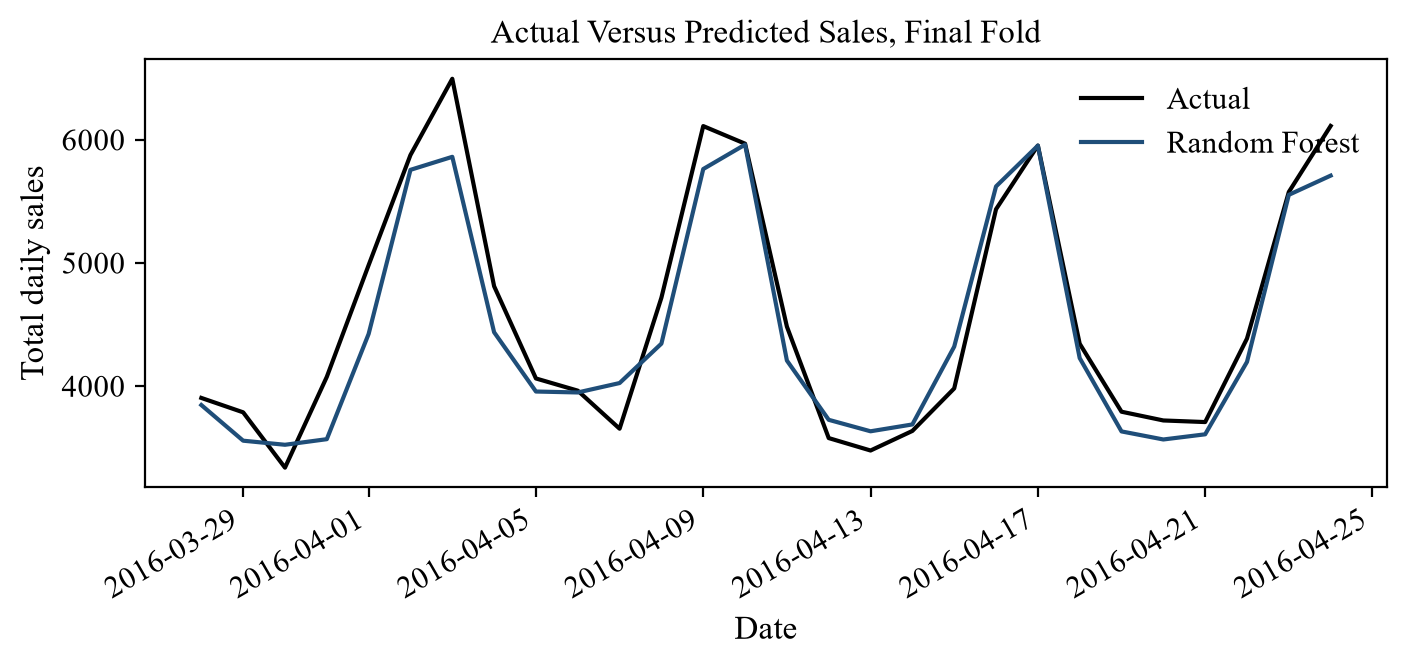 Actual Versus Predicted Sales, Final Fold
Actual
Random Forest
Total daily sales
6000
5000
4000
2016-03-29
2016-04-01
2016-04-05
2016-04-09
2016-04-13
2016-04-17
2016-04-21
2016-04-25
Date